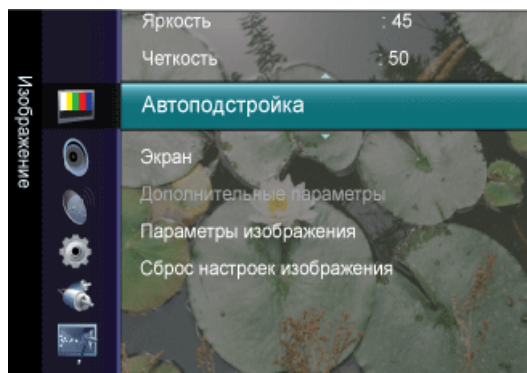 Изображение
Яркость : 45
Четкость : 50
Автоподстройка
Экран
Дополнительные параметры
Параметры изображения
Сброс настроек изображения